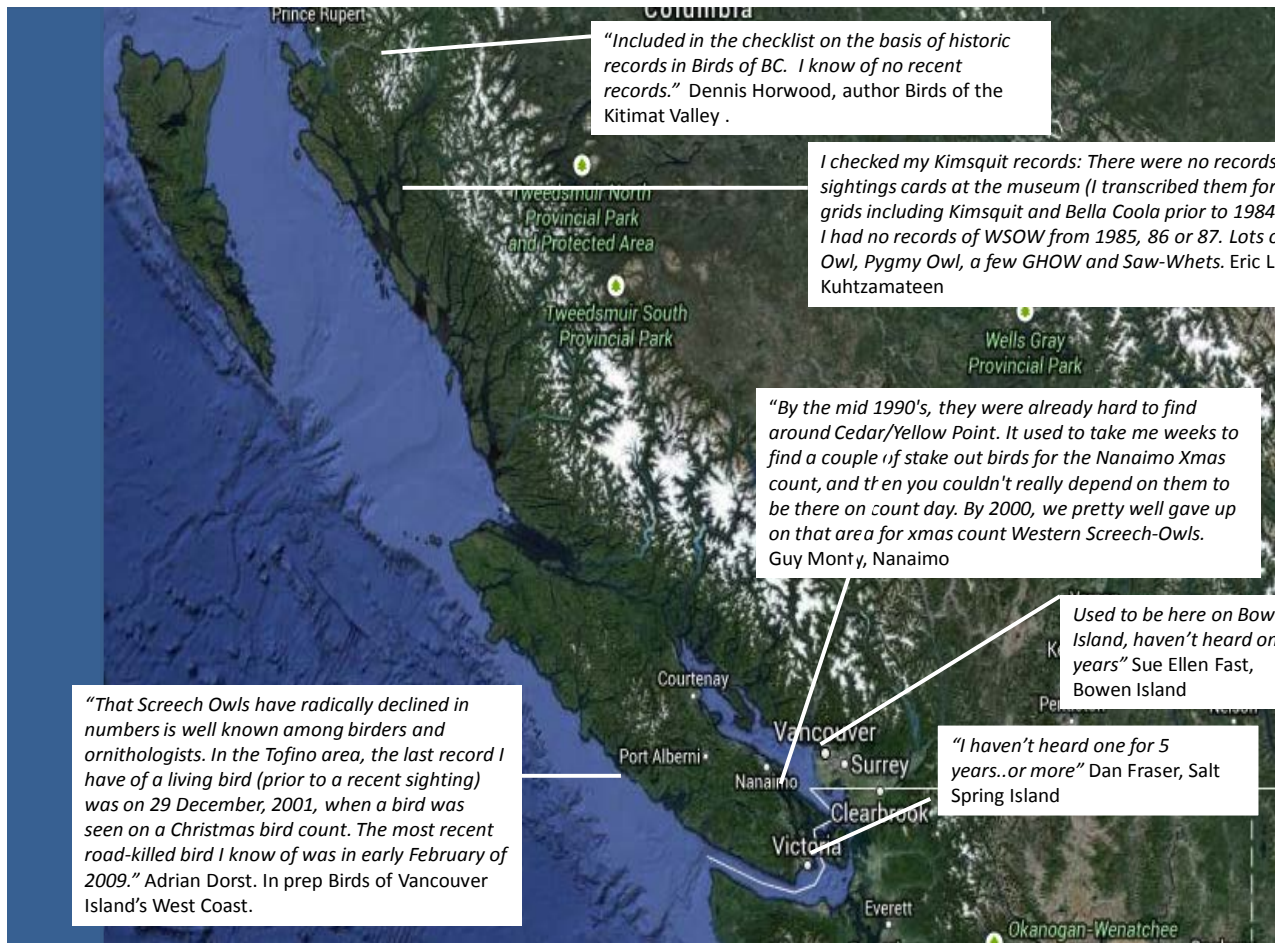 Prince Rupert
Columbia
“Included in the checklist on the basis of historic
records in Birds of BC. I know of no recent
records.” Dennis Horwood, author Birds of the
Kitimat Valley .
I checked my Kimsquit records: There were no records
sightings cards at the museum (I transcribed them for
grids including Kimsquit and Bella Coola prior to 1984
I had no records of WSOW from 1985, 86 or 87. Lots
Owl, Pygmy Owl, a few GHOW and Saw-Whets. Eric
Kuhtzamateen
Tweedsmuir North
Provincial Park
and Protected Area
Tweedsmuir South
Provincial Park
Wells Gray
Provincial Park
“By the mid 1990's, they were already hard to find
around Cedar/Yellow Point. It used to take me weeks to
find a couple of stake out birds for the Nanaimo Xmas
count, and then you couldn't really depend on them to
be there on count day. By 2000, we pretty well gave up
on that area for xmas count Western Screech-Owls.
Guy Monty, Nanaimo
Used to be here on
Island, haven’t heard
years” Sue Ellen Fast,
Bowen Island
Courtenay
Vancouver
Port Alberni
Surrey
Nanaimo
Clearbrook
Victoria
Everett
Okanogan-Wenatchee
“I haven’t heard one for 5
years..or more” Dan Fraser, Salt
Spring Island
“That Screech Owls have radically declined in
numbers is well known among birders and
ornithologists. In the Tofino area, the last record I
have of a living bird (prior to a recent sighting)
was on 29 December, 2001, when a bird was
seen on a Christmas bird count. The most recent
road-killed bird I know of was in early February of
2009.” Adrian Dorst. In prep Birds of Vancouver
Island’s West Coast.